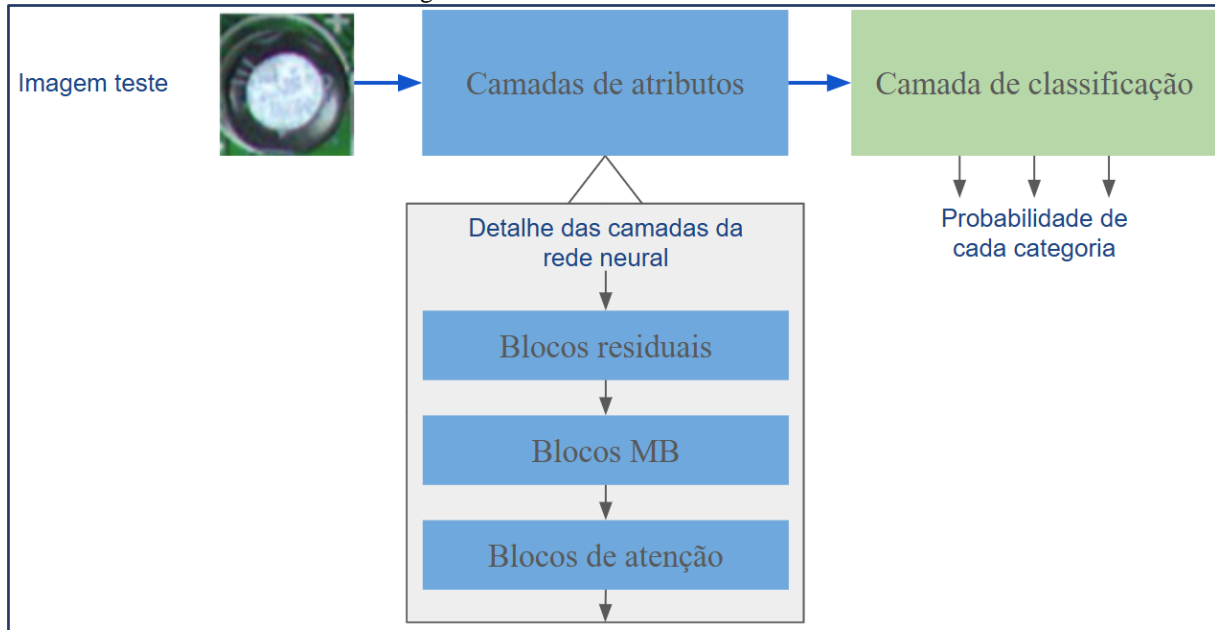 Imagem teste
Camadas de atributos
Camada de classificação
Probabilidade de
cada categoria
Detalhe das camadas da
rede neural
Blocos residuais
Blocos MB
Blocos de atenção